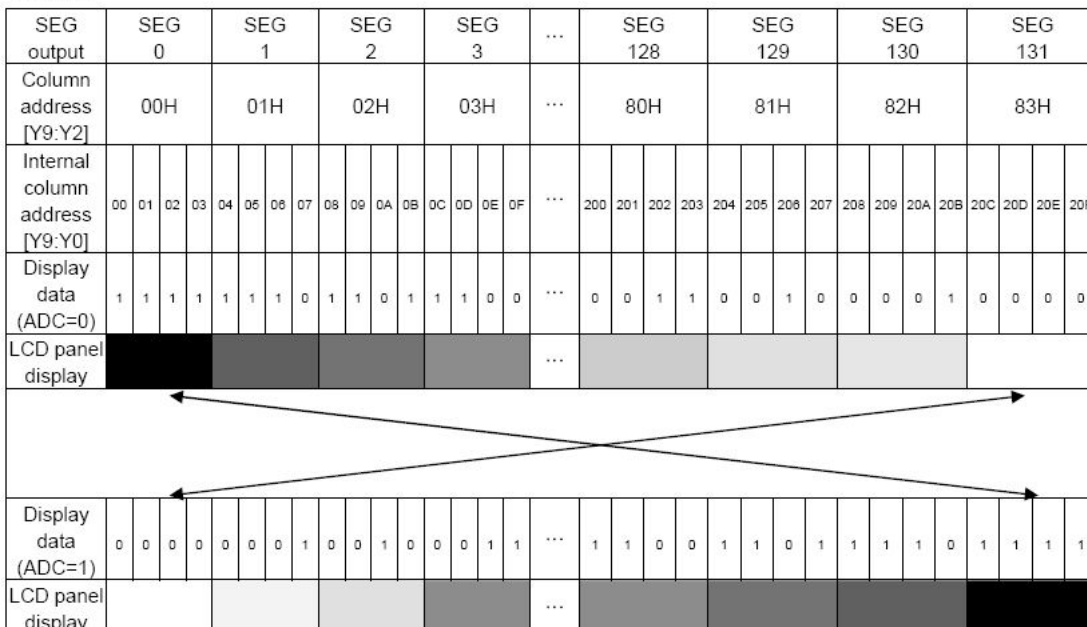 SEG output SEG 0 SEG 1 SEG 2 SEG 3 ... SEG 128 SEG 129 SEG 130 SEG 131
Column address [Y9:Y2] 00H 01H 02H 03H ... 80H 81H 82H 83H
Internal column address [Y9:Y0] 00 01 02 03 04 05 06 07 08 09 0A 0B 0C 0D 0E 0F ... 200 201 202 203 204 205 206 207 208 209 20A 20B 20C 20D 20E 20F
Display data (ADC=0) 1 1 1 1 1 1 1 0 1 1 0 1 1 1 0 0 ... 0 0 1 1 0 0 1 0 0 0 0 1 0 0 0 0
LCD panel display ...
Display data (ADC=1) 0 0 0 0 0 0 0 1 0 0 1 0 0 0 1 1 ... 1 1 0 0 1 1 0 1 1 1 1 0 1 1 1 1
LCD panel display ...